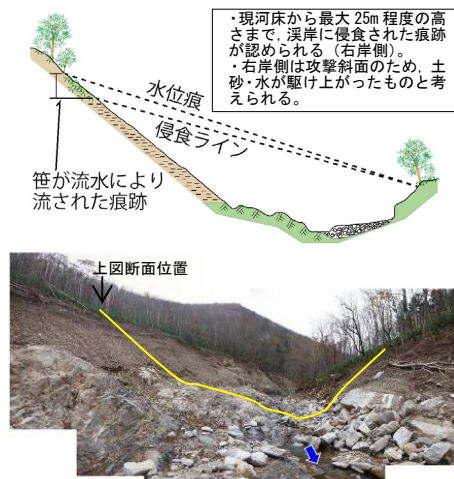 ・現河床から最大 25m 程度の高
さまで，渓岸に侵食された痕跡
が認められる（右岸側）。
・右岸側は攻撃斜面のため，土
砂・水が駆け上がったものと考
えられる。
水位痕
侵食ライン
笹が流水により
流された痕跡
上図断面位置